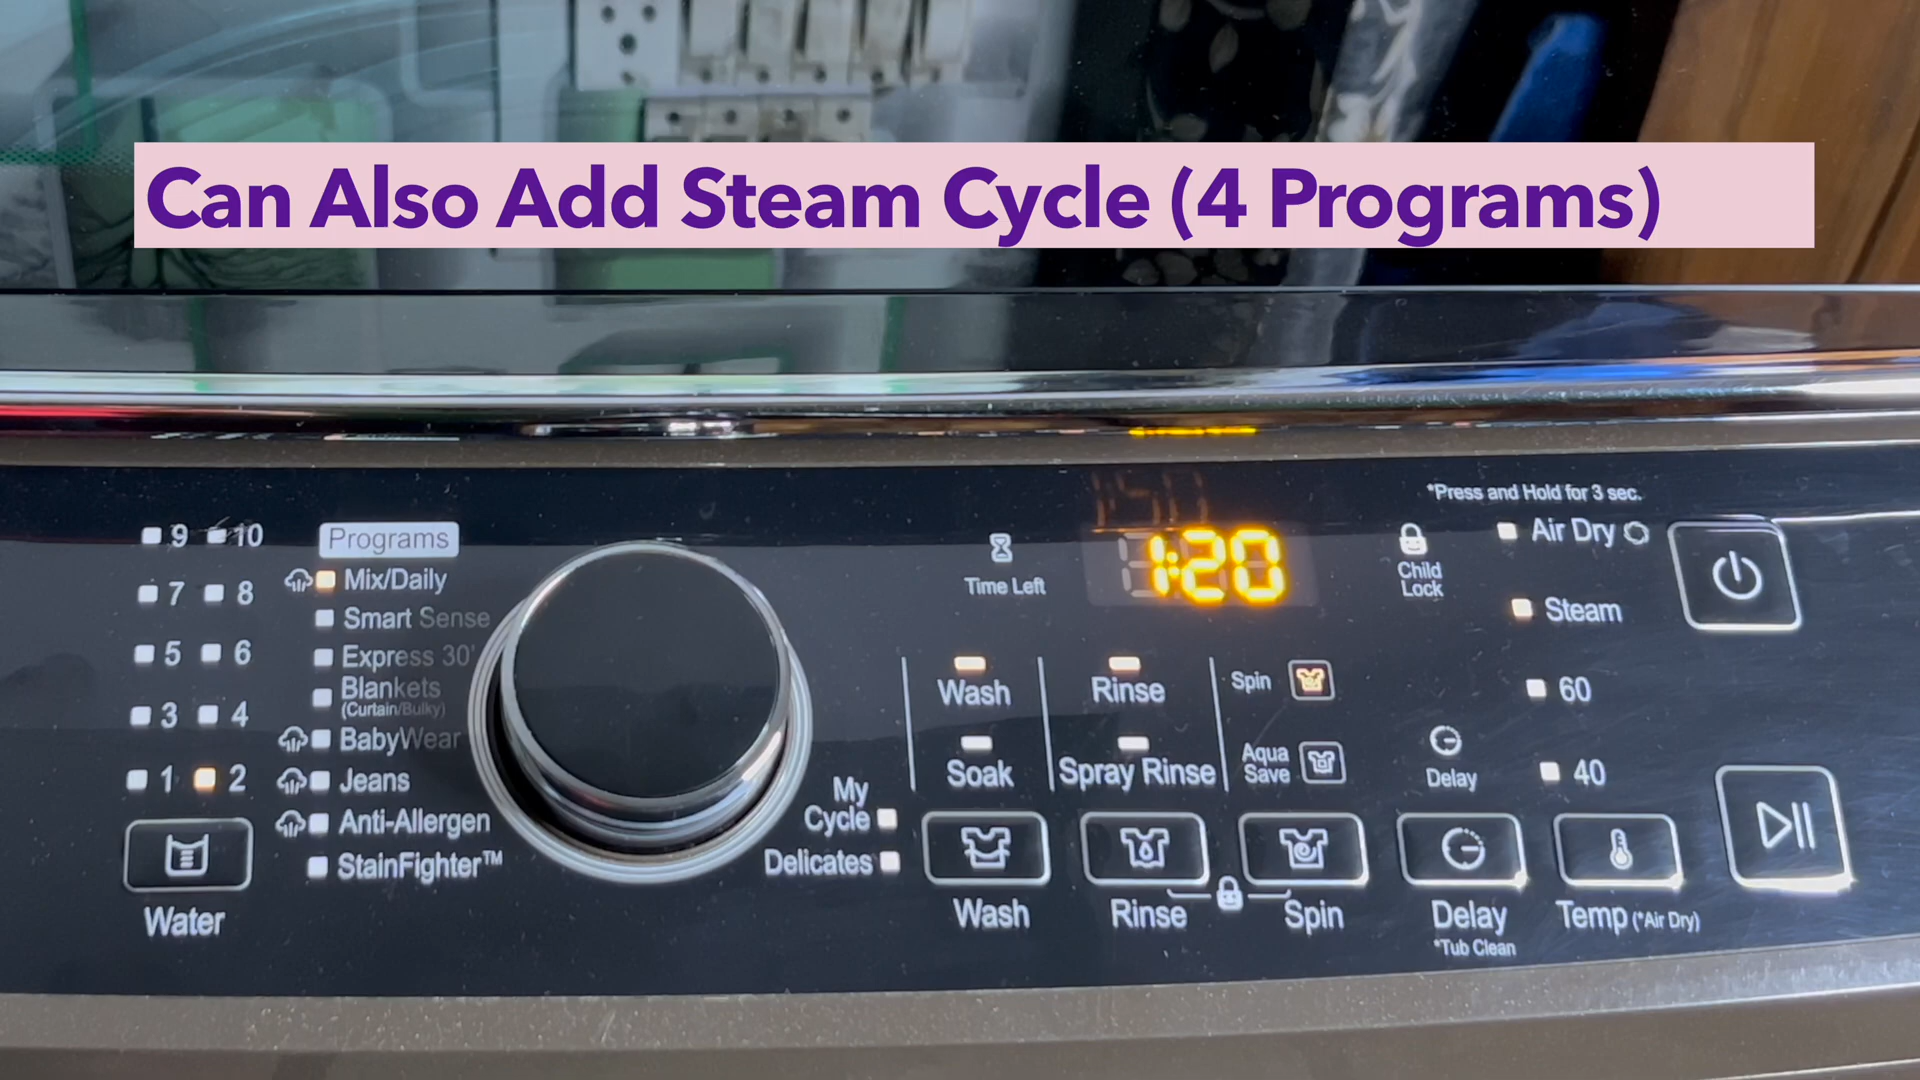 Can Also Add Steam Cycle (4 Programs)
*Press and Hold for 3 sec.
9 10
7 8
5 6
3 4
1 2
Water
Programs
Mix/Daily
Smart Sense
Express 30'
Blankets
(Curtain/Bulky)
BabyWear
Jeans
Anti-Allergen
StainFighter™
My
Cycle
Delicates
Time Left
1:20
Child
Lock
Air Dry
Steam
60
40
Wash
Soak
Rinse
Spray Rinse
Spin
Aqua
Save
Delay
Wash
Rinse
Spin
Delay
*Tub Clean
Temp (*Air Dry)